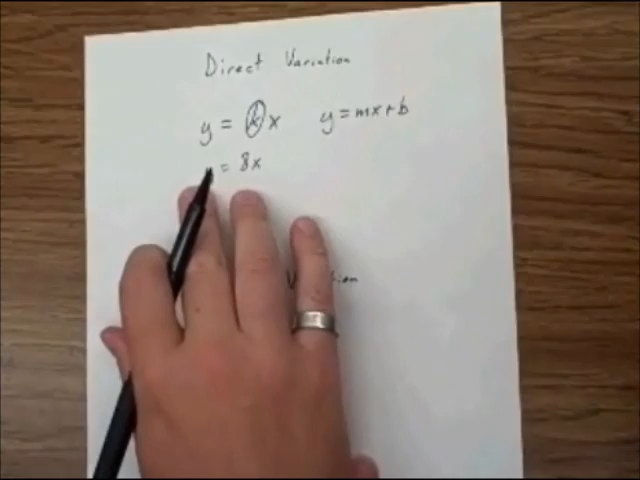 Direct Variation
y = kx y=mx+b
= 8x